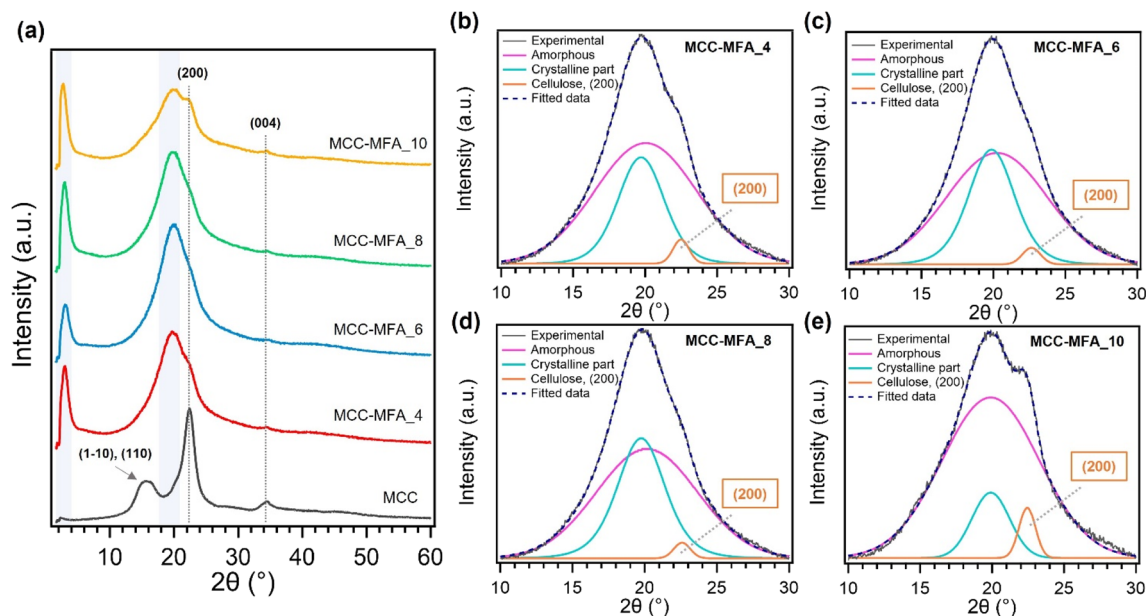 (a)
Intensity (a.u.)
(200)
(004)
MCC-MFA_10
MCC-MFA_8
MCC-MFA_6
MCC-MFA_4
(1-10), (110)
MCC
10 20 30 40 50 60
2θ (°)
(b)
Intensity (a.u.)
Experimental
Amorphous
Crystalline part
Cellulose, (200)
Fitted data
MCC-MFA_4
(200)
10 15 20 25 30
2θ (°)
(c)
Intensity (a.u.)
Experimental
Amorphous
Crystalline part
Cellulose, (200)
Fitted data
MCC-MFA_6
(200)
10 15 20 25 30
2θ (°)
(d)
Intensity (a.u.)
Experimental
Amorphous
Crystalline part
Cellulose, (200)
Fitted data
MCC-MFA_8
(200)
10 15 20 25 30
2θ (°)
(e)
Intensity (a.u.)
Experimental
Amorphous
Crystalline part
Cellulose, (200)
Fitted data
MCC-MFA_10
(200)
10 15 20 25 30
2θ (°)